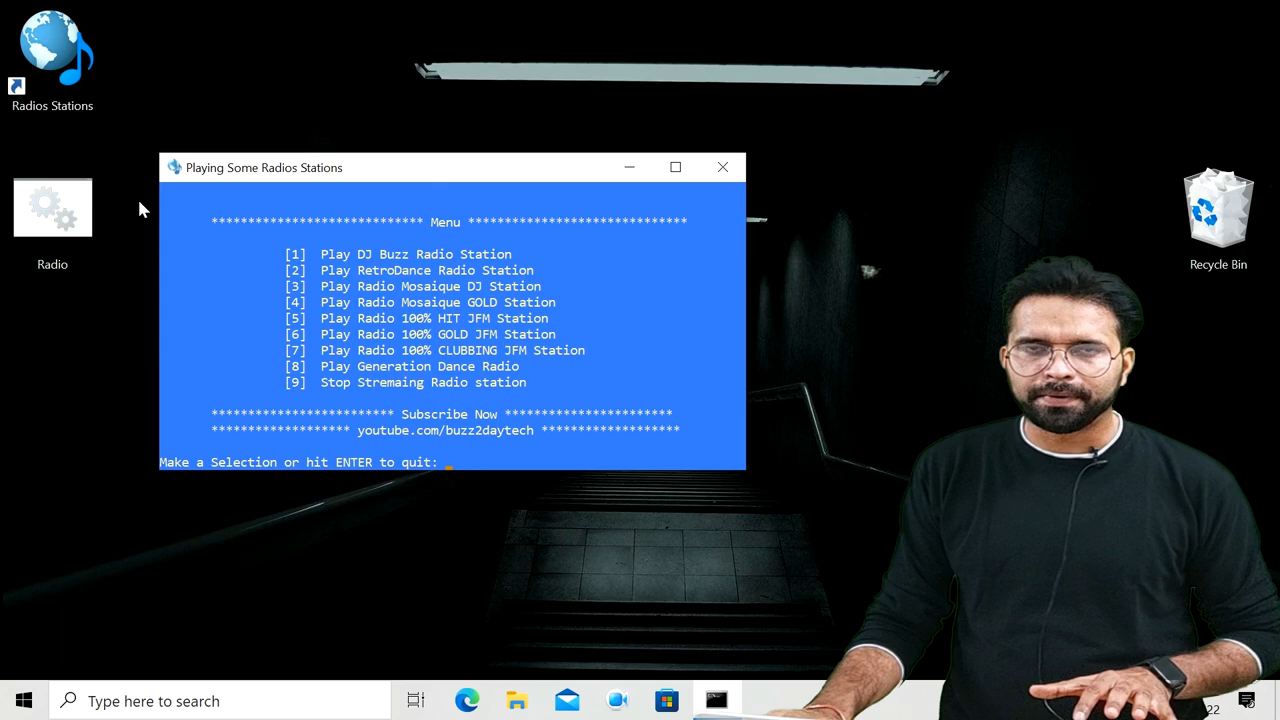 Radios Stations
Radio
Playing Some Radios Stations
***************************** Menu ******************************
[1] Play DJ Buzz Radio Station
[2] Play RetroDance Radio Station
[3] Play Radio Mosaique DJ Station
[4] Play Radio Mosaique GOLD Station
[5] Play Radio 100% HIT JFM Station
[6] Play Radio 100% GOLD JFM Station
[7] Play Radio 100% CLUBBING JFM Station
[8] Play Generation Dance Radio
[9] Stop Stremaing Radio station
************************* Subscribe Now ***********************
******************* youtube.com/buzz2daytech *******************
Make a Selection or hit ENTER to quit:
Recycle Bin
Type here to search
22